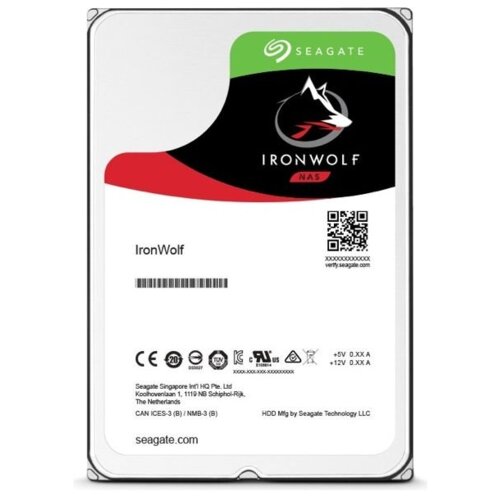 SEAGATE
IRONWOLF
NAS
XXXXXXXXXXXX
verify.seagate.com
IronWolf
+5V 0.XX A
+12V 0.XX A
Seagate Singapore Intl HQ Pte. Ltd
Koolhovenlaan 1, 1119 NB Schiphol-Rijk,
The Netherlands
CAN ICES-3 (B) / NMB-3 (B)
HDD Mfg by Seagate Technology LLC
seagate.com